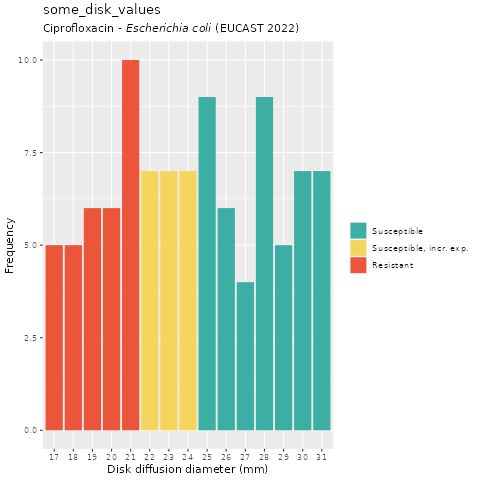 some_disk_values
Ciprofloxacin - Escherichia coli (EUCAST 2022)
10.0
7.5
5.0
2.5
0.0
Frequency
17 18 19 20 21 22 23 24 25 26 27 28 29 30 31
Disk diffusion diameter (mm)
Susceptible
Susceptible, incr. exp.
Resistant